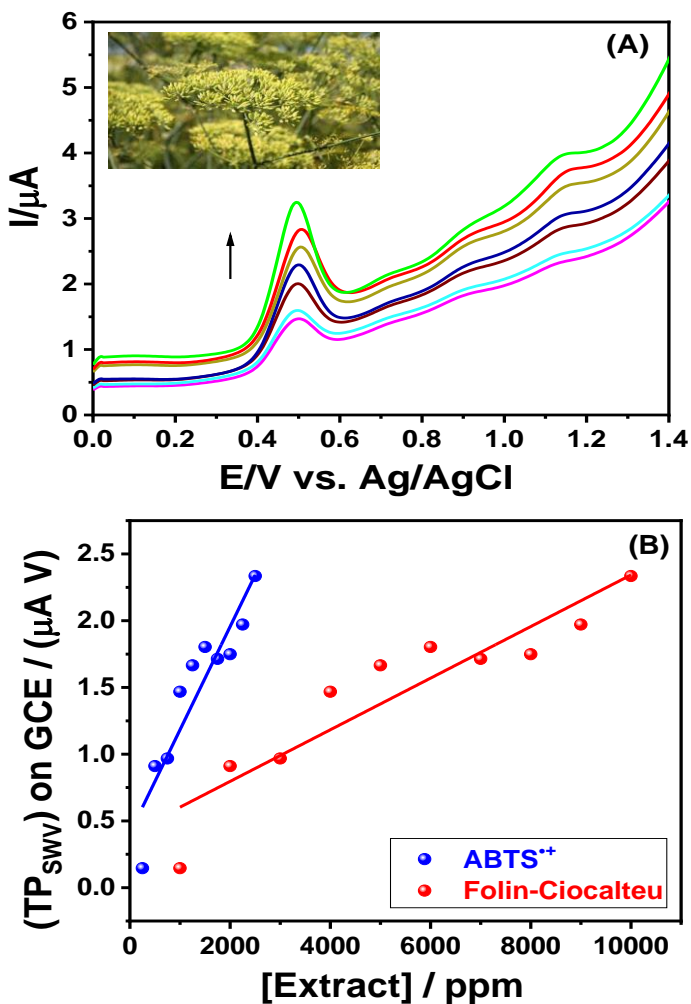 (A)
I/μA
6
5
4
3
2
1
0
0.0 0.2 0.4 0.6 0.8 1.0 1.2 1.4
E/V vs. Ag/AgCl
(B)
(TPSWV) on GCE / (μA V)
2.5
2.0
1.5
1.0
0.5
0.0
ABTS•+
Folin-Ciocalteu
0 2000 4000 6000 8000 10000
[Extract] / ppm